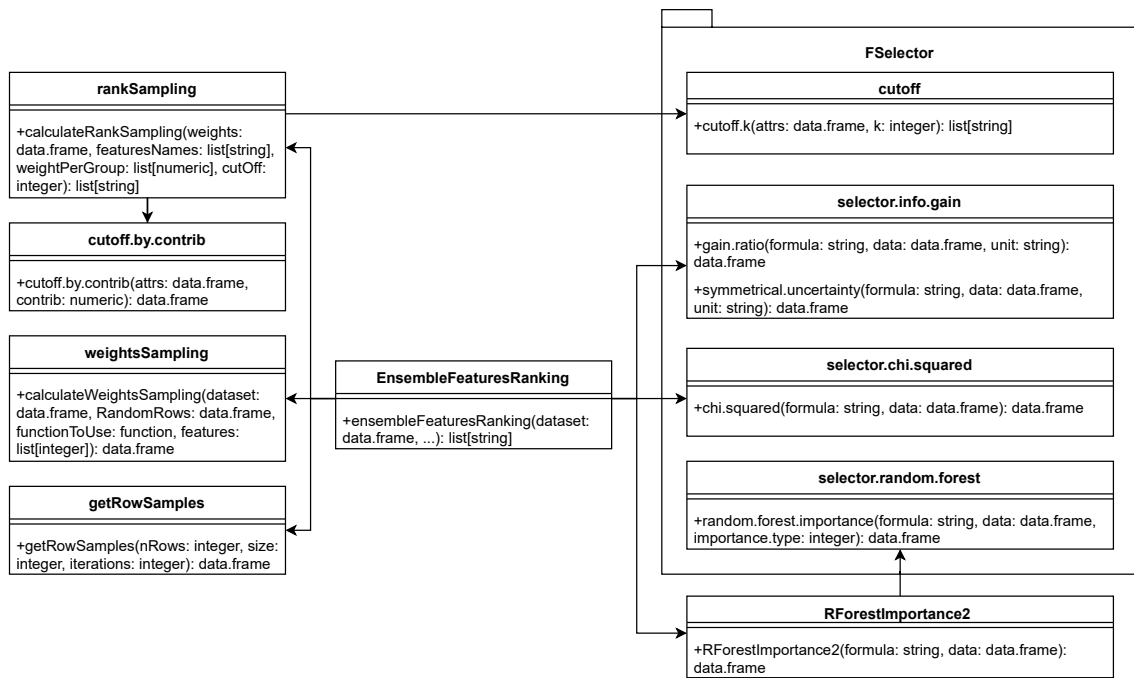 rankSampling
+calculateRankSampling(weights:
data.frame, featuresNames: list[string],
weightPerGroup: list[numeric], cutOff:
integer): list[string]
cutoff.by.contrib
+cutoff.by.contrib(attrs: data.frame,
contrib: numeric): data.frame
weightsSampling
+calculateWeightsSampling(dataset:
data.frame, RandomRows: data.frame,
functionToUse: function, features:
list[integer]): data.frame
getRowSamples
+getRowSamples(nRows: integer, size:
integer, iterations: integer): data.frame
EnsembleFeaturesRanking
+ensembleFeaturesRanking(dataset:
data.frame, ...): list[string]
FSelector
cutoff
+cutoff.k(attrs: data.frame, k: integer): list[string]
selector.info.gain
+gain.ratio(formula: string, data: data.frame, unit: string):
data.frame
+symmetrical.uncertainty(formula: string, data: data.frame,
unit: string): data.frame
selector.chi.squared
+chi.squared(formula: string, data: data.frame): data.frame
selector.random.forest
+random.forest.importance(formula: string, data: data.frame,
importance.type: integer): data.frame
RForestImportance2
+RForestImportance2(formula: string, data: data.frame):
data.frame